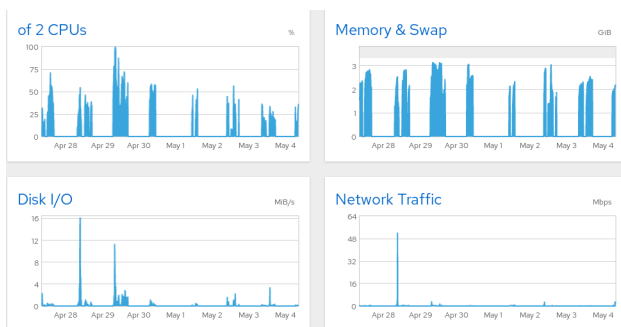 of 2 CPUs
%
100
75
50
25
0
Apr 28 Apr 29 Apr 30 May 1 May 2 May 3 May 4
Memory & Swap
GiB
3
2
1
0
Apr 28 Apr 29 Apr 30 May 1 May 2 May 3 May 4
Disk I/O
MiB/s
16
12
8
4
0
Apr 28 Apr 29 Apr 30 May 1 May 2 May 3 May 4
Network Traffic
Mbps
64
48
32
16
0
Apr 28 Apr 29 Apr 30 May 1 May 2 May 3 May 4